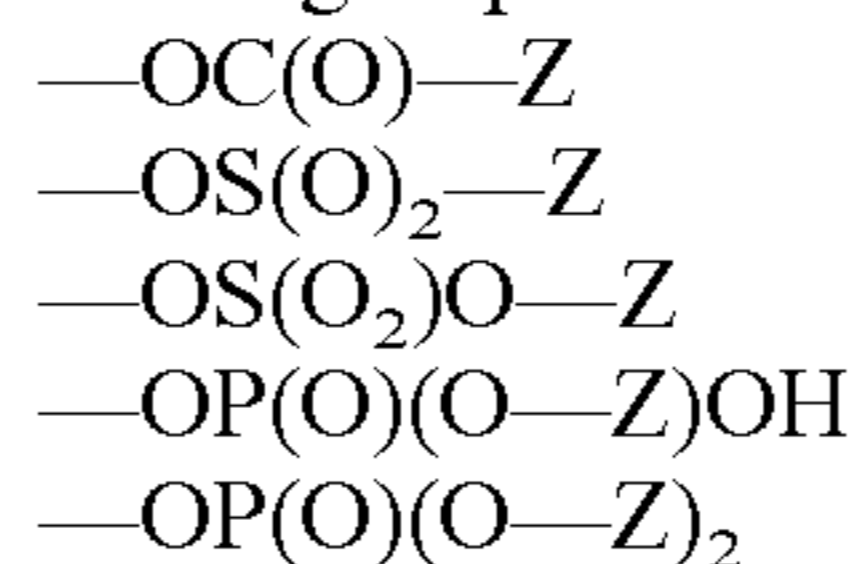 —OC(O)—Z
—OS(O)₂—Z
—OS(O₂)O—Z
—OP(O)(O—Z)OH
—OP(O)(O—Z)₂